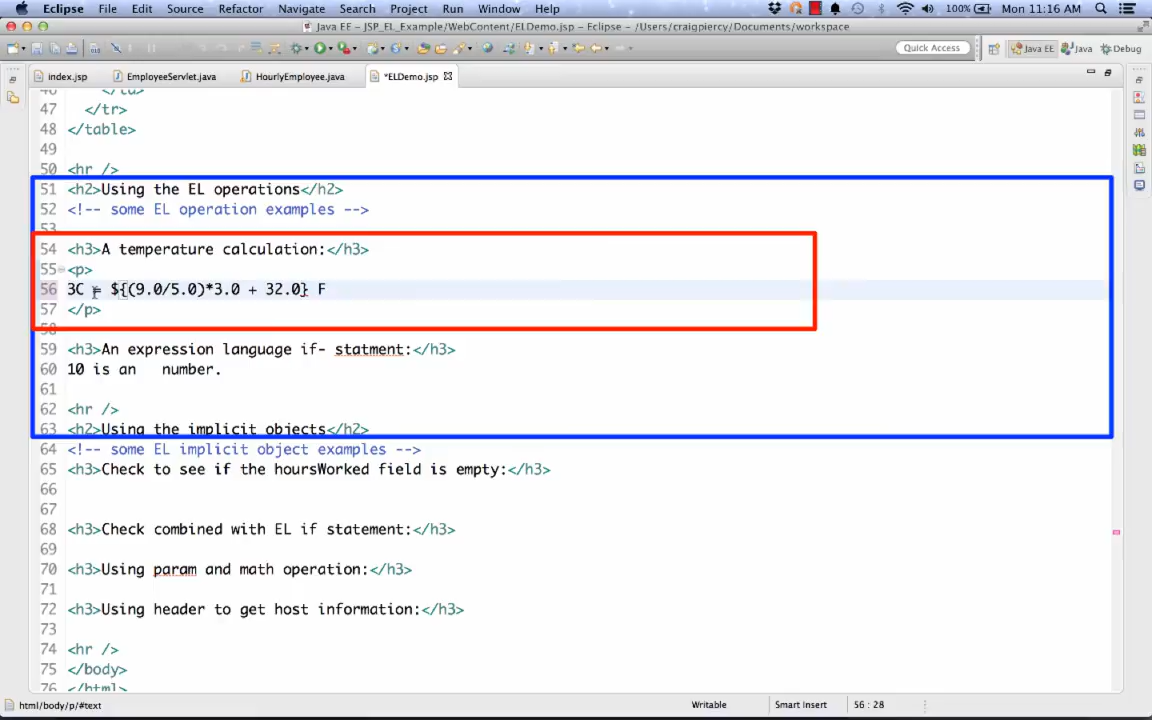 Eclipse File Edit Source Refactor Navigate Search Project Run Window Help 100% Mon 11:16 AM
Java EE - JSP_EL_Example/WebContent/ELDemo.jsp - Eclipse - /Users/craigpiercy/Documents/workspace
Quick Access Java EE Java Debug
index.jsp EmployeeServlet.java HourlyEmployee.java *ELDemo.jsp
46 </td>
47 </tr>
48 </table>
49
50 <hr />
51 <h2>Using the EL operations</h2>
52 <!-- some EL operation examples -->
53
54 <h3>A temperature calculation:</h3>
55 <p>
56 3C = ${(9.0/5.0)*3.0 + 32.0} F
57 </p>
58
59 <h3>An expression language if- statment:</h3>
60 10 is an number.
61
62 <hr />
63 <h2>Using the implicit objects</h2>
64 <!-- some EL implicit object examples -->
65 <h3>Check to see if the hoursWorked field is empty:</h3>
66
67
68 <h3>Check combined with EL if statement:</h3>
69
70 <h3>Using param and math operation:</h3>
71
72 <h3>Using header to get host information:</h3>
73
74 <hr />
75 </body>
76 </html>
html/body/p/#text Writable Smart Insert 56 : 28